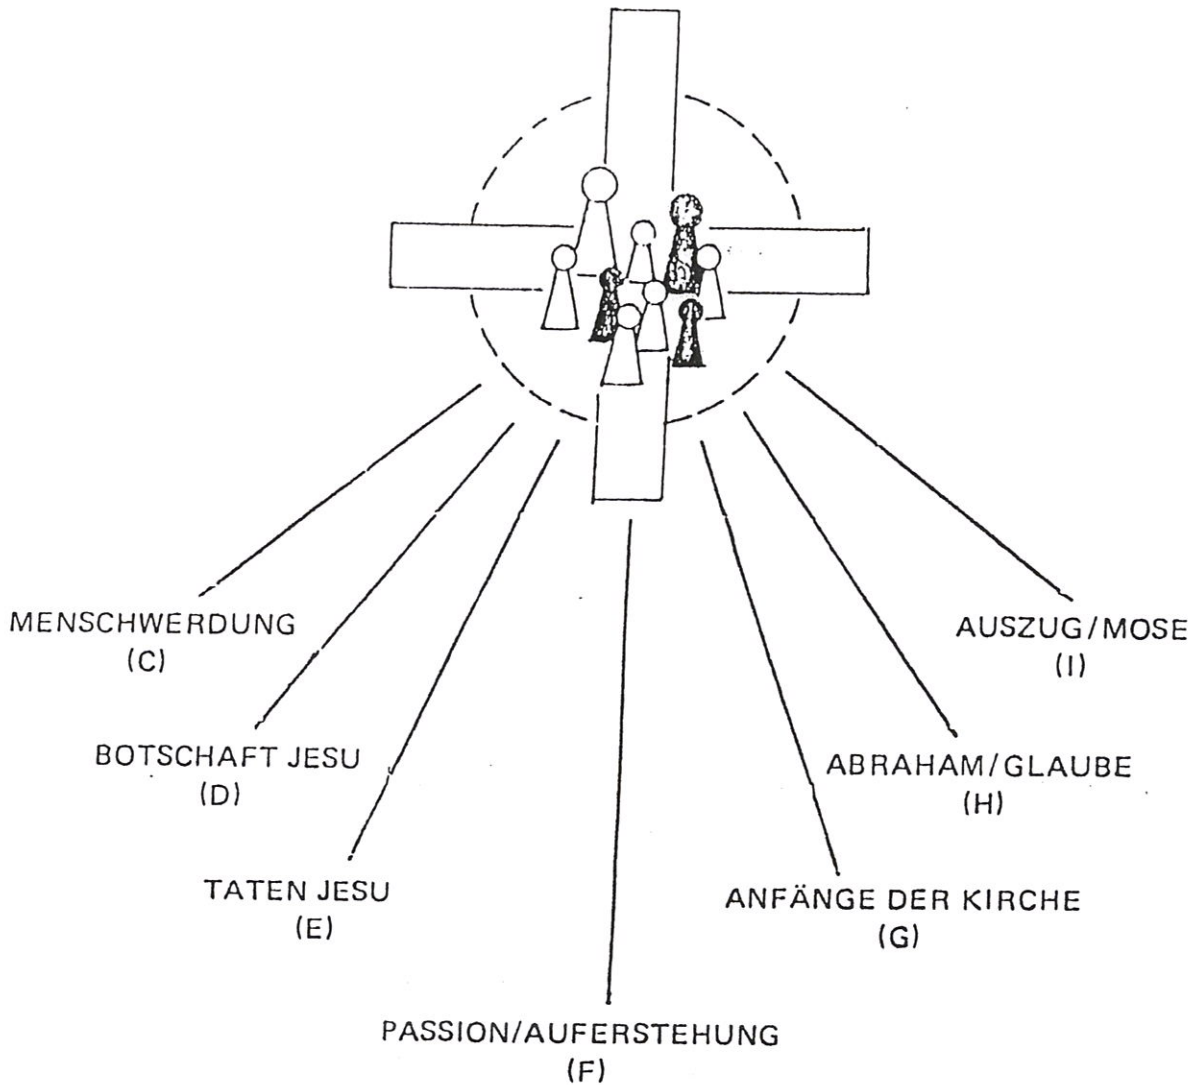 MENSCHWERDUNG
(C)
BOTSCHAFT JESU
(D)
TATEN JESU
(E)
PASSION/AUFERSTEHUNG
(F)
ANFÄNGE DER KIRCHE
(G)
ABRAHAM/GLAUBE
(H)
AUSZUG/MOSE
(I)